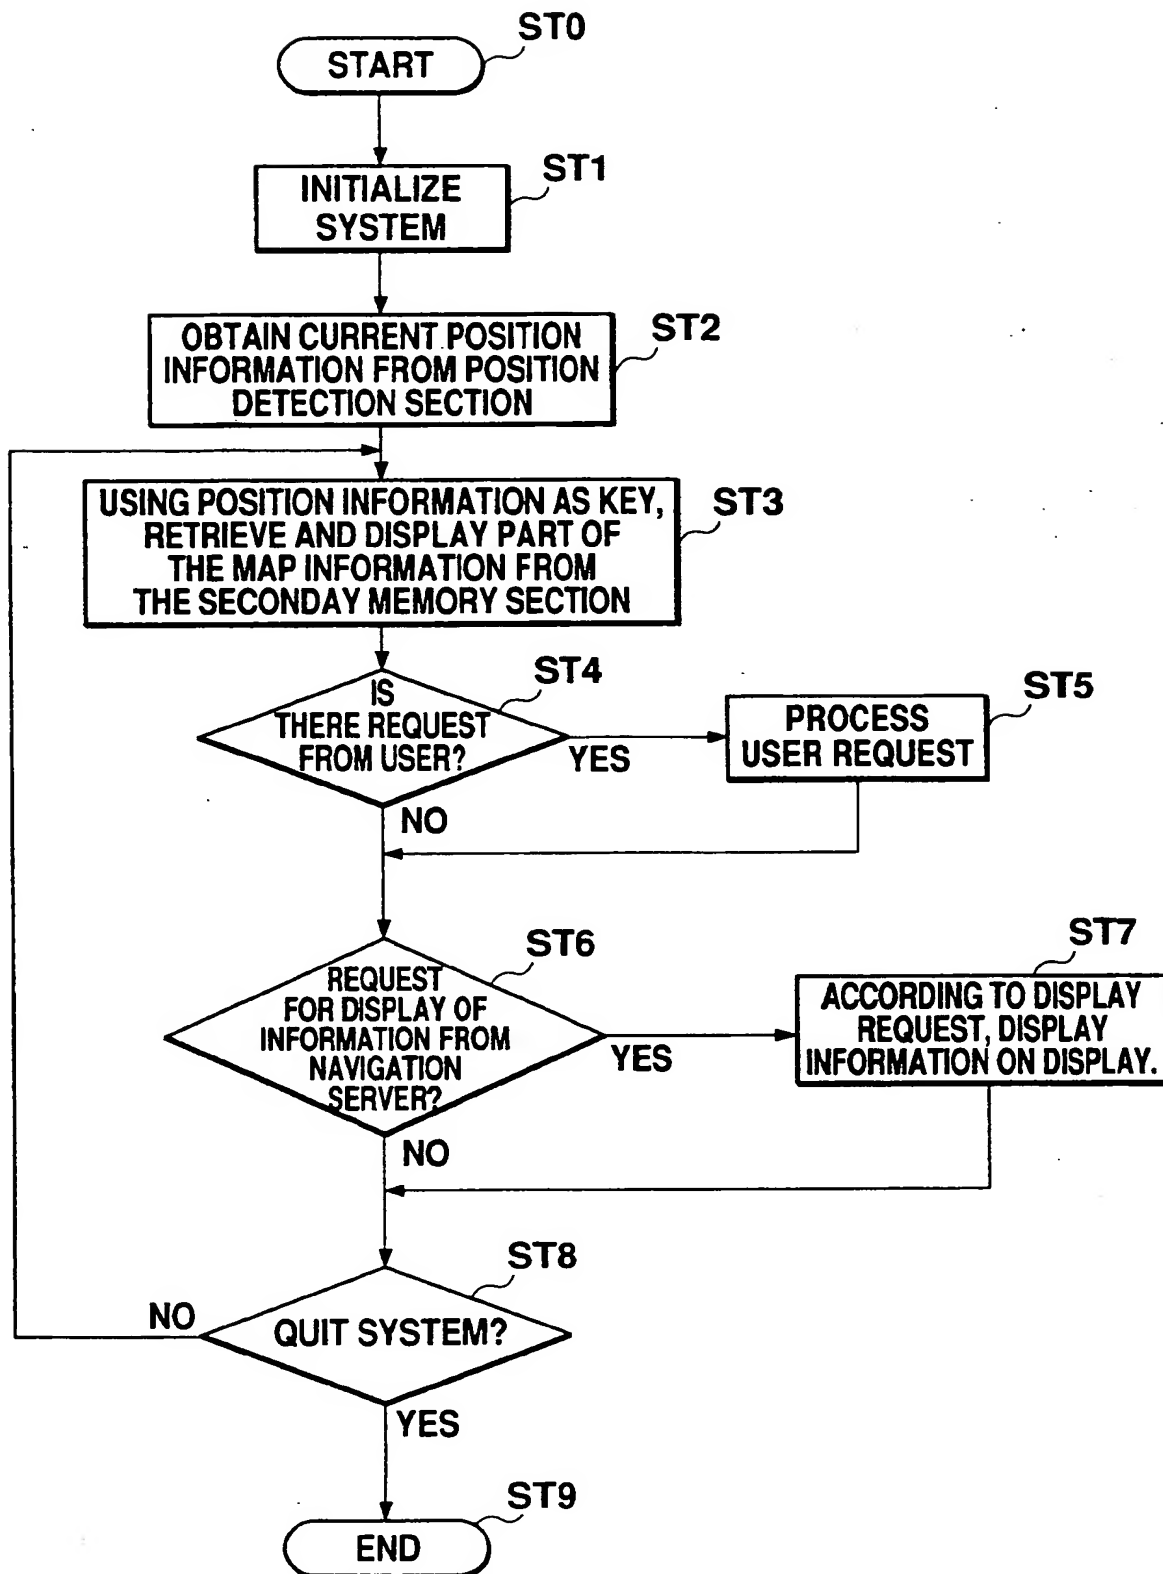 ST0
START
ST1
INITIALIZE
SYSTEM
ST2
OBTAIN CURRENT POSITION
INFORMATION FROM POSITION
DETECTION SECTION
ST3
USING POSITION INFORMATION AS KEY,
RETRIEVE AND DISPLAY PART OF
THE MAP INFORMATION FROM
THE SECONDAY MEMORY SECTION
ST4
IS
THERE REQUEST
FROM USER?
YES
NO
ST5
PROCESS
USER REQUEST
ST6
REQUEST
FOR DISPLAY OF
INFORMATION FROM
NAVIGATION
SERVER?
YES
NO
ST7
ACCORDING TO DISPLAY
REQUEST, DISPLAY
INFORMATION ON DISPLAY.
ST8
QUIT SYSTEM?
NO
YES
ST9
END